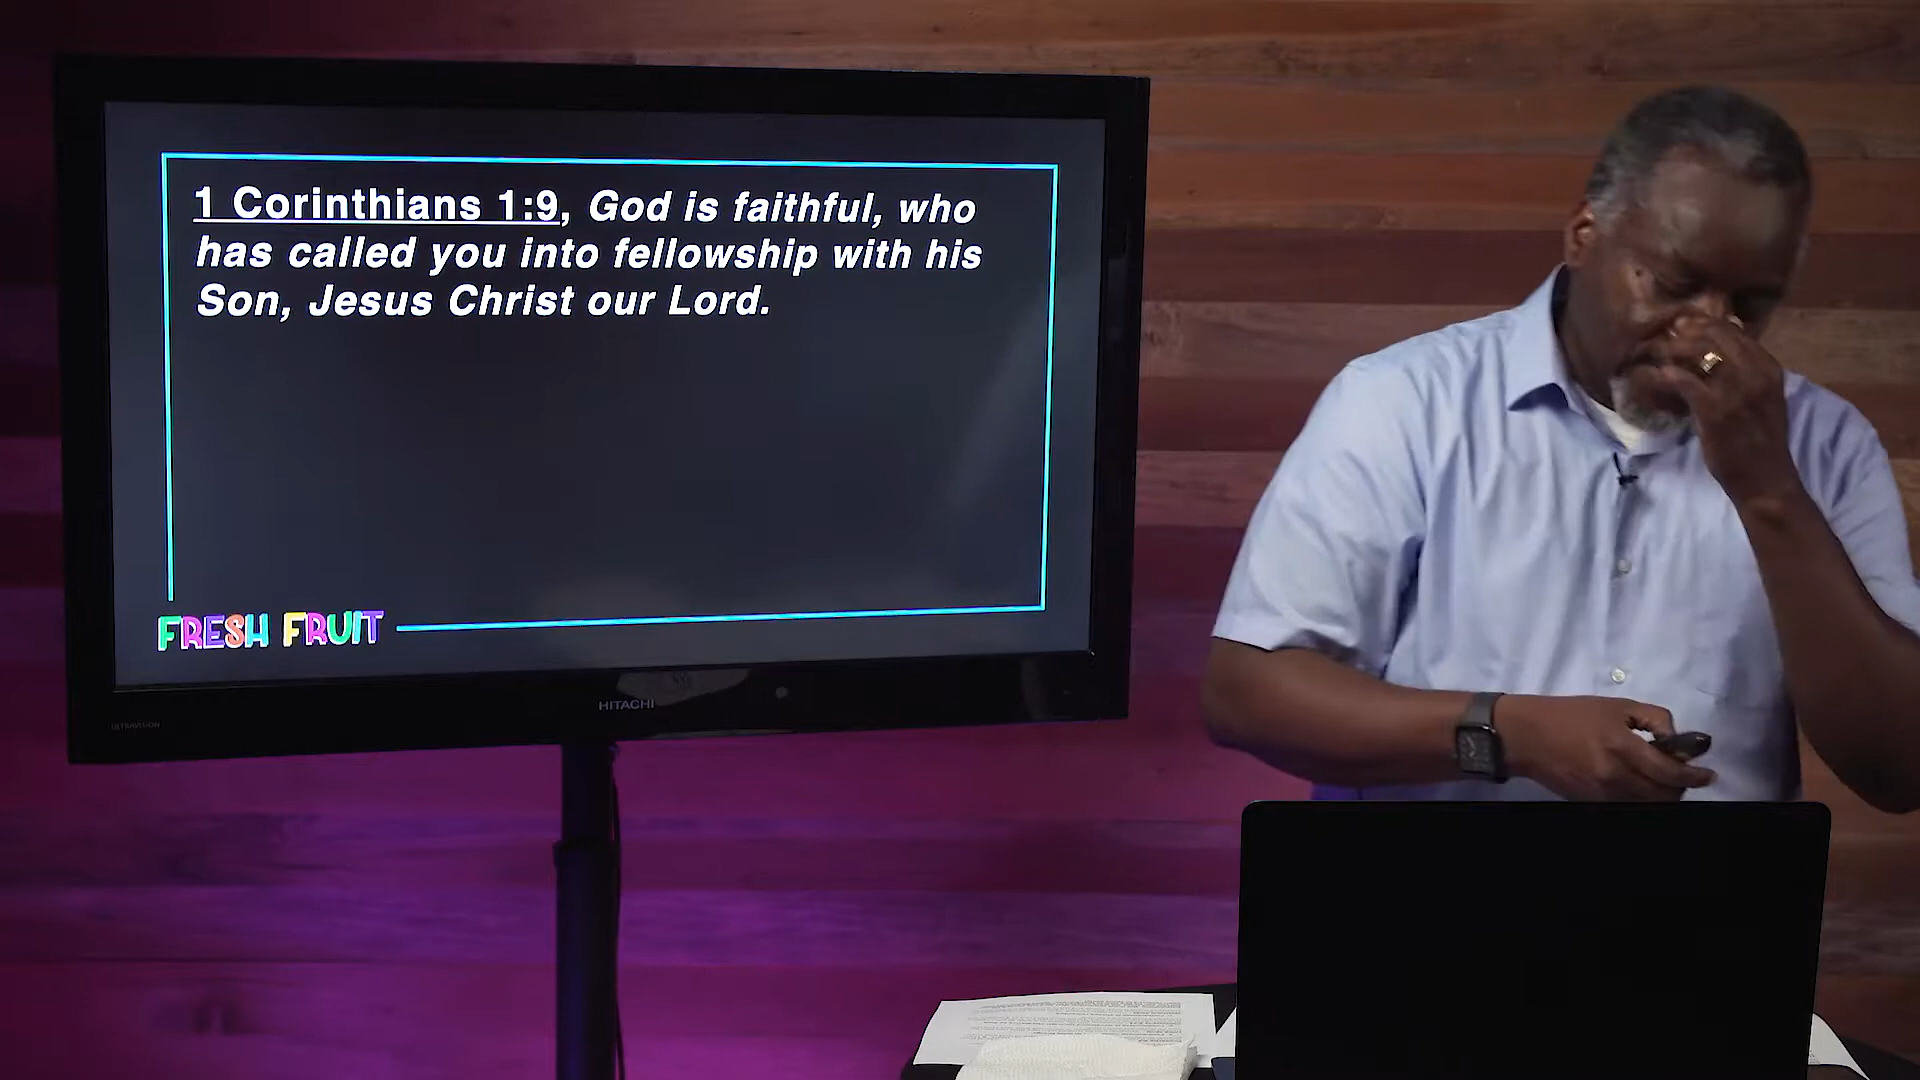 1 Corinthians 1:9, God is faithful, who
has called you into fellowship with his
Son, Jesus Christ our Lord.
FRESH FRUIT
HITACHI
ULTRAVISION